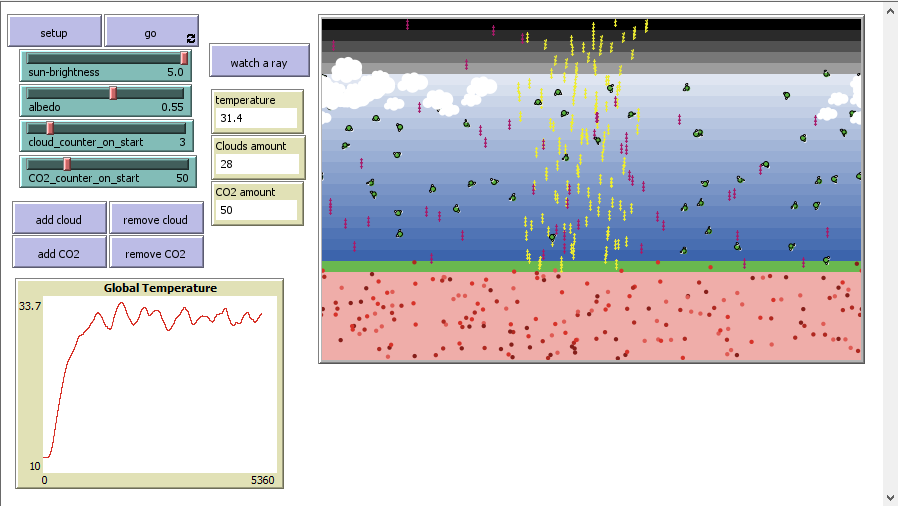 setup
go
sun-brightness 5.0
albedo 0.55
cloud_counter_on_start 3
CO2_counter_on_start 50
watch a ray
temperature
31.4
Clouds amount
28
CO2 amount
50
add cloud
remove cloud
add CO2
remove CO2
Global Temperature
33.7
10
0
5360